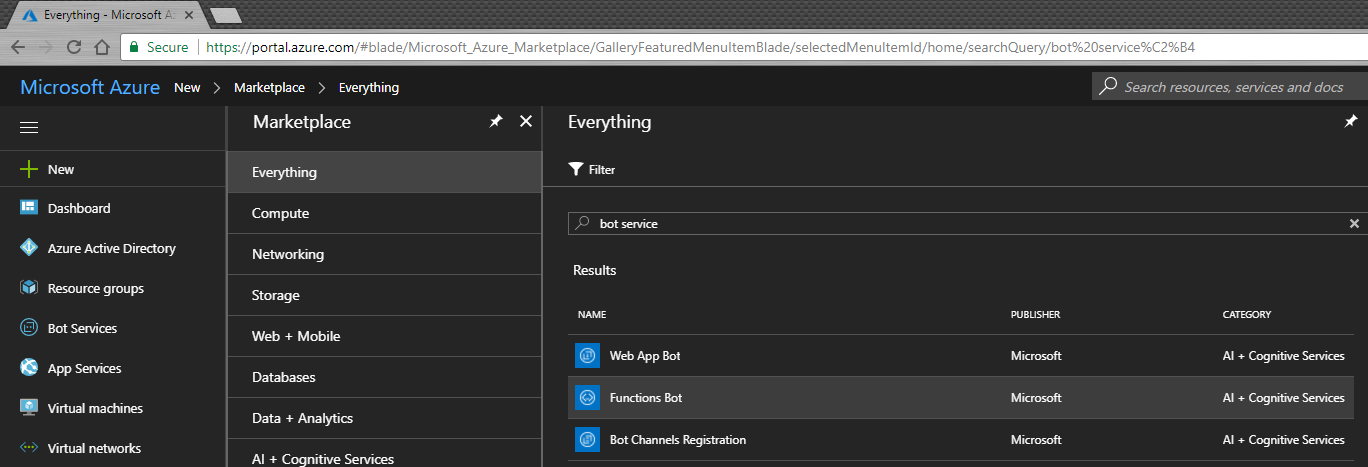 Everything - Microsoft A
Secure https://portal.azure.com/#blade/Microsoft_Azure_Marketplace/GalleryFeaturedMenuItemBlade/selectedMenuItemId/home/searchQuery/bot%20service%C2%B4
Microsoft Azure New > Marketplace > Everything
Search resources, services and docs
New
Dashboard
Azure Active Directory
Resource groups
Bot Services
App Services
Virtual machines
Virtual networks
Marketplace
Everything
Compute
Networking
Storage
Web + Mobile
Databases
Data + Analytics
AI + Cognitive Services
Everything
Filter
bot service
Results
NAME PUBLISHER CATEGORY
Web App Bot Microsoft AI + Cognitive Services
Functions Bot Microsoft AI + Cognitive Services
Bot Channels Registration Microsoft AI + Cognitive Services